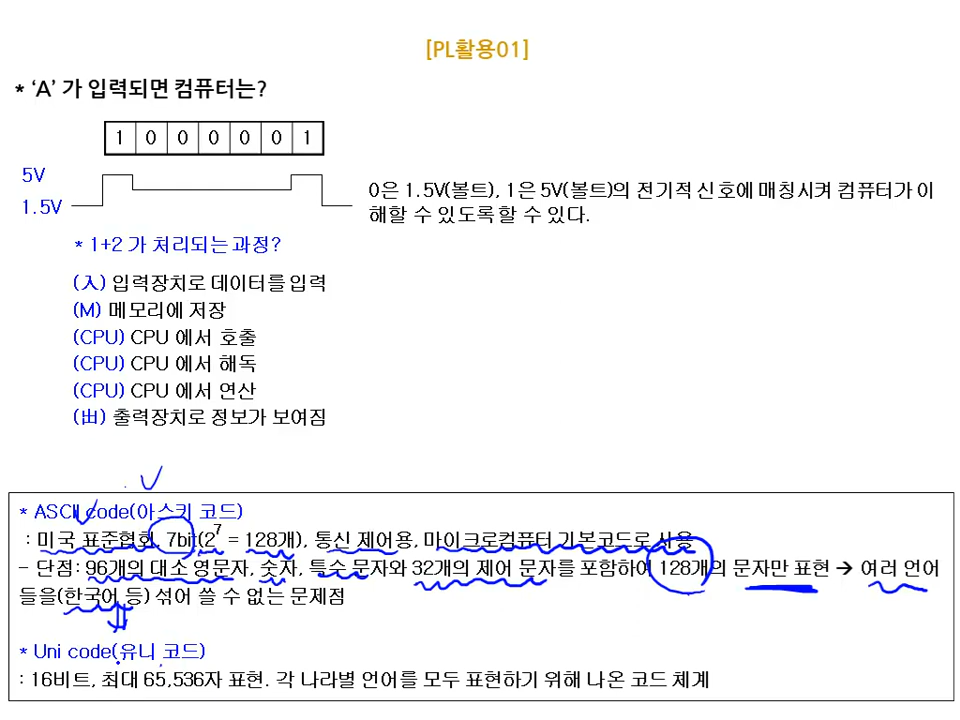 [PL활용01]
* ‘A’ 가 입력되면 컴퓨터는?
1 0 0 0 0 0 1
5V
1.5V
0은 1.5V(볼트), 1은 5V(볼트)의 전기적 신호에 매칭시켜 컴퓨터가 이
해할 수 있도록할 수 있다.
* 1+2 가 처리되는 과정?
(入) 입력장치로 데이터를 입력
(M) 메모리에 저장
(CPU) CPU 에서 호출
(CPU) CPU 에서 해독
(CPU) CPU 에서 연산
(出) 출력장치로 정보가 보여짐
* ASCII code(아스키 코드)
: 미국 표준협회, 7bit(2⁷ = 128개), 통신 제어용, 마이크로컴퓨터 기본코드로 사용
- 단점: 96개의 대소 영문자, 숫자, 특수 문자와 32개의 제어 문자를 포함하여 128개의 문자만 표현 → 여러 언어
들을(한국어 등) 섞어 쓸 수 없는 문제점
* Uni code(유니 코드)
: 16비트, 최대 65,536자 표현. 각 나라별 언어를 모두 표현하기 위해 나온 코드 체계